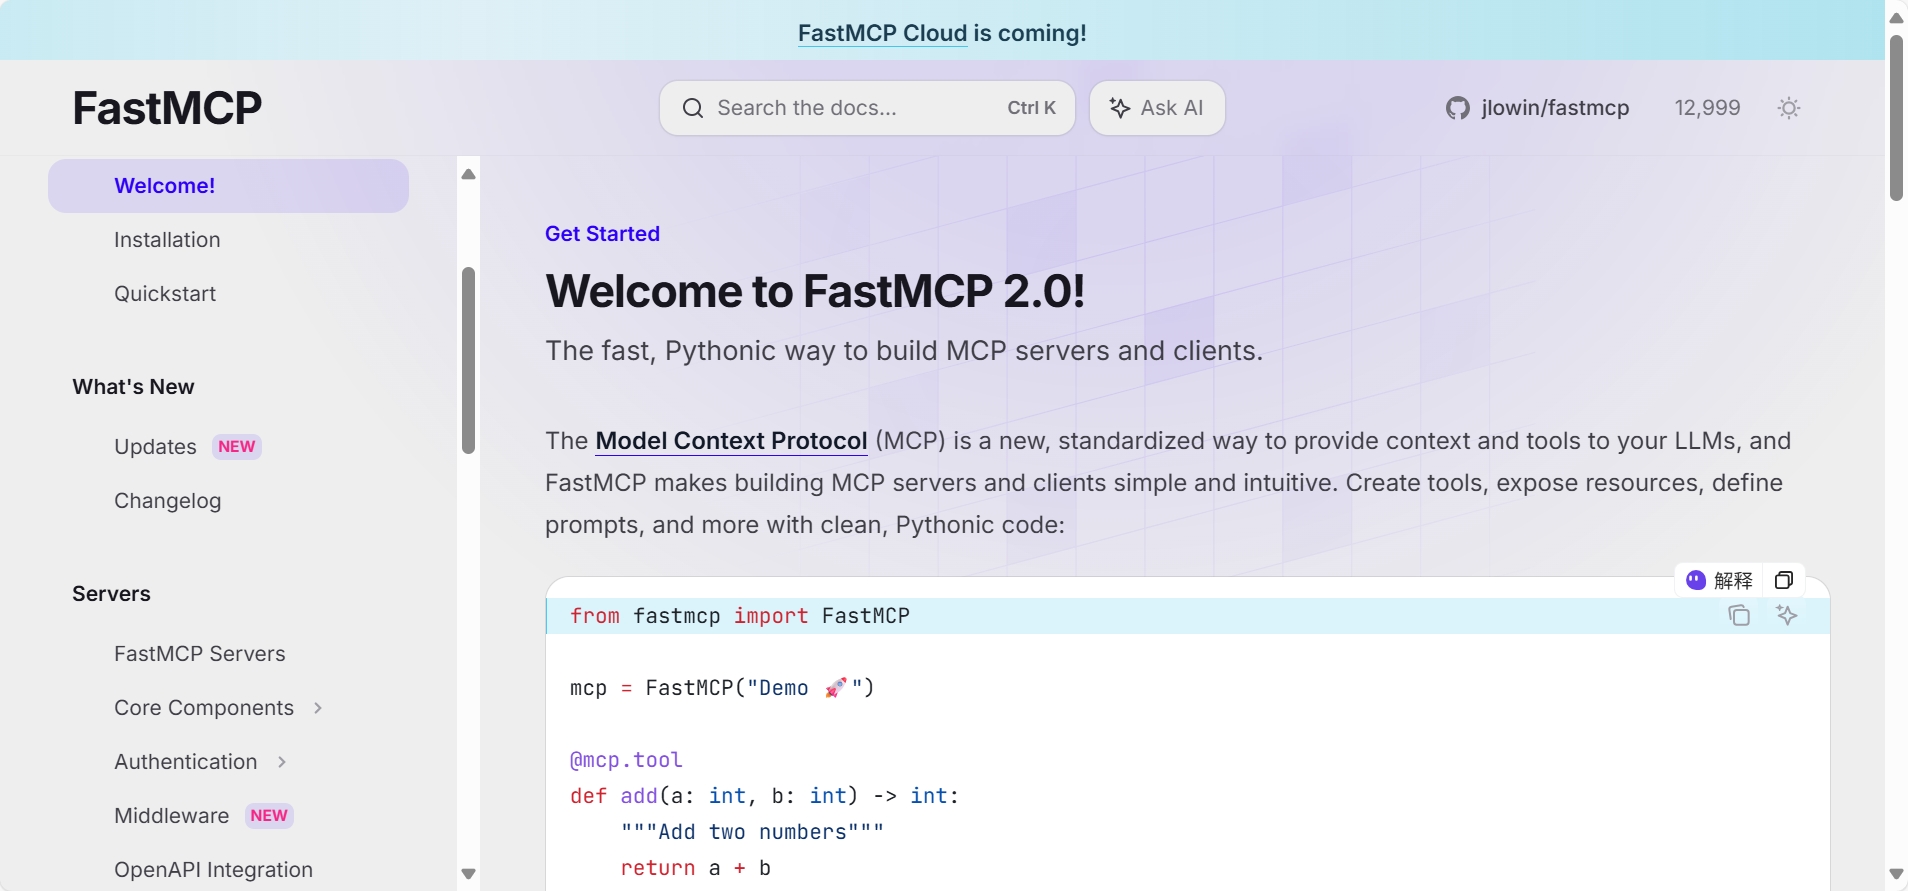 FastMCP Cloud is coming!
FastMCP
Search the docs...
Ctrl K
Ask AI
jlowin/fastmcp
12,999
Welcome!
Installation
Quickstart
What's New
Updates NEW
Changelog
Servers
FastMCP Servers
Core Components
Authentication
Middleware NEW
OpenAPI Integration
Get Started
Welcome to FastMCP 2.0!
The fast, Pythonic way to build MCP servers and clients.
The Model Context Protocol (MCP) is a new, standardized way to provide context and tools to your LLMs, and
FastMCP makes building MCP servers and clients simple and intuitive. Create tools, expose resources, define
prompts, and more with clean, Pythonic code:
解释
from fastmcp import FastMCP
mcp = FastMCP("Demo 🚀")
@mcp.tool
def add(a: int, b: int) -> int:
    """Add two numbers"""
    return a + b